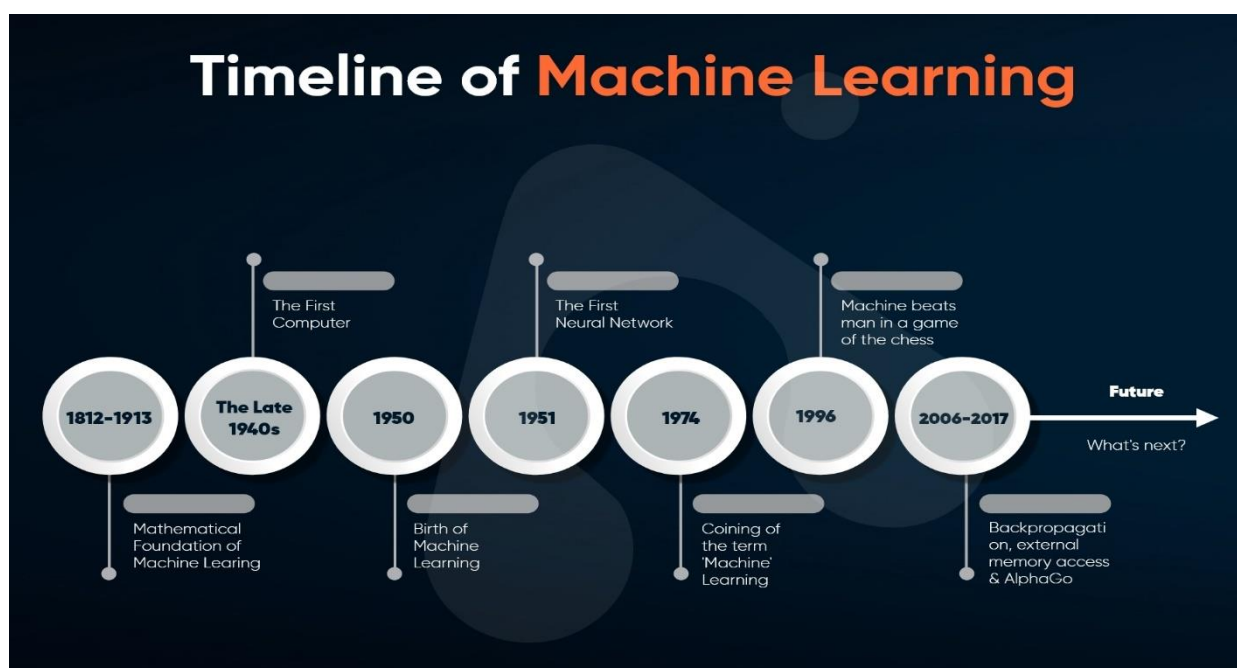 Timeline of Machine Learning
The First
Computer
The First
Neural Network
Machine beats
man in a game
of the chess
1812-1913
The Late
1940s
1950
1951
1974
1996
2006-2017
Future
What's next?
Mathematical
Foundation of
Machine Learing
Birth of
Machine
Learning
Coining of
the term
'Machine'
Learning
Backpropagati
on, external
memory access
& AlphaGo